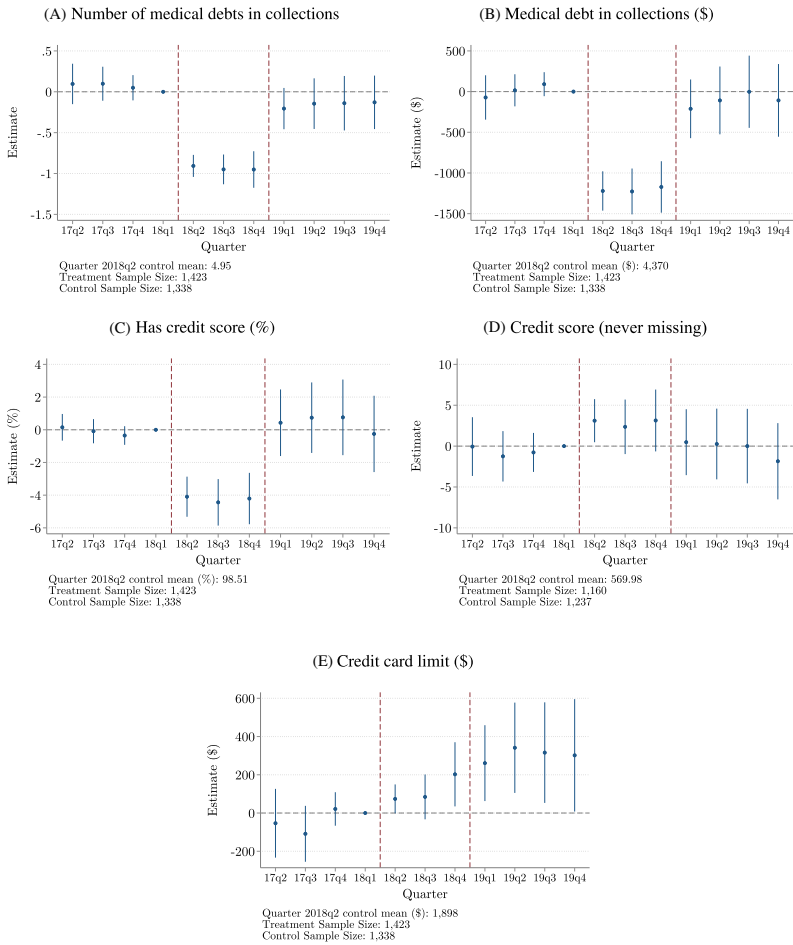 (A) Number of medical debts in collections
.5
0
-.5
-1
-1.5
Estimate
17q2 17q3 17q4 18q1 18q2 18q3 18q4 19q1 19q2 19q3 19q4
Quarter
Quarter 2018q2 control mean: 4.95
Treatment Sample Size: 1,423
Control Sample Size: 1,338
(B) Medical debt in collections ($)
500
0
-500
-1000
-1500
Estimate ($)
17q2 17q3 17q4 18q1 18q2 18q3 18q4 19q1 19q2 19q3 19q4
Quarter
Quarter 2018q2 control mean ($): 4,370
Treatment Sample Size: 1,423
Control Sample Size: 1,338
(C) Has credit score (%)
4
2
0
-2
-4
-6
Estimate (%)
17q2 17q3 17q4 18q1 18q2 18q3 18q4 19q1 19q2 19q3 19q4
Quarter
Quarter 2018q2 control mean (%): 98.51
Treatment Sample Size: 1,423
Control Sample Size: 1,338
(D) Credit score (never missing)
10
5
0
-5
-10
Estimate
17q2 17q3 17q4 18q1 18q2 18q3 18q4 19q1 19q2 19q3 19q4
Quarter
Quarter 2018q2 control mean: 569.98
Treatment Sample Size: 1,160
Control Sample Size: 1,237
(E) Credit card limit ($)
600
400
200
0
-200
Estimate ($)
17q2 17q3 17q4 18q1 18q2 18q3 18q4 19q1 19q2 19q3 19q4
Quarter
Quarter 2018q2 control mean ($): 1,898
Treatment Sample Size: 1,423
Control Sample Size: 1,338